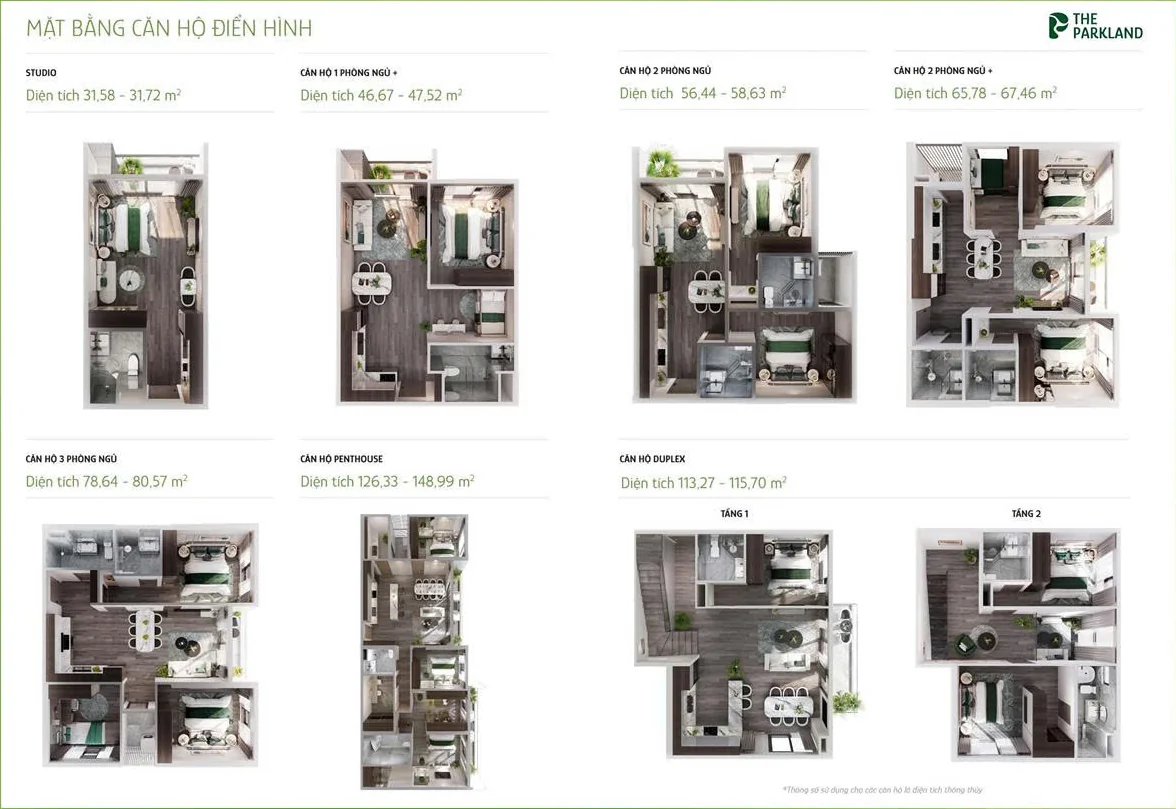 MẶT BẰNG CĂN HỘ ĐIỂN HÌNH
THE
PARKLAND
STUDIO
Diện tích 31,58 - 31,72 m²
CĂN HỘ 1 PHÒNG NGỦ +
Diện tích 46,67 - 47,52 m²
CĂN HỘ 2 PHÒNG NGỦ
Diện tích 56,44 - 58,63 m²
CĂN HỘ 2 PHÒNG NGỦ +
Diện tích 65,78 - 67,46 m²
CĂN HỘ 3 PHÒNG NGỦ
Diện tích 78,64 - 80,57 m²
CĂN HỘ PENTHOUSE
Diện tích 126,33 - 148,99 m²
CĂN HỘ DUPLEX
Diện tích 113,27 - 115,70 m²
TẦNG 1
TẦNG 2
*Thông số sử dụng cho các căn hộ là diện tích thông thủy